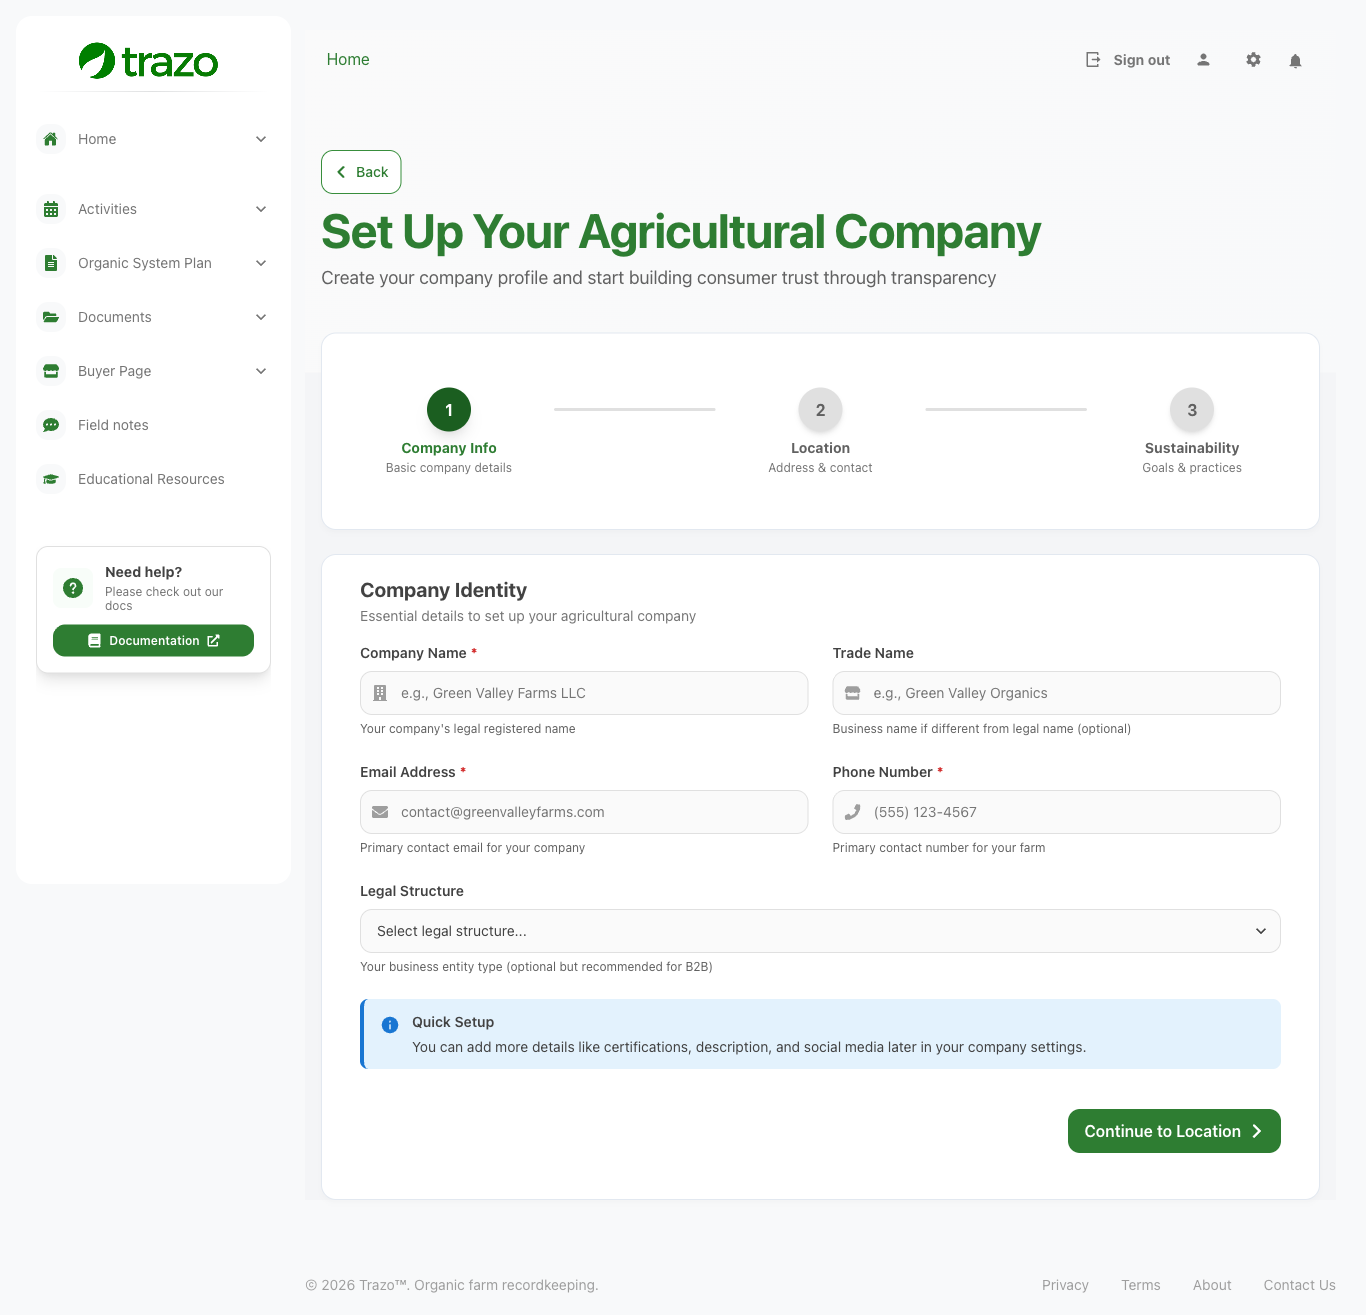 trazo
Home
Activities
Organic System Plan
Documents
Buyer Page
Field notes
Educational Resources
Need help?
Please check out our
docs
Documentation
Home
Sign out
Back
Set Up Your Agricultural Company
Create your company profile and start building consumer trust through transparency
1
Company Info
Basic company details
2
Location
Address & contact
3
Sustainability
Goals & practices
Company Identity
Essential details to set up your agricultural company
Company Name *
e.g., Green Valley Farms LLC
Your company's legal registered name
Trade Name
e.g., Green Valley Organics
Business name if different from legal name (optional)
Email Address *
contact@greenvalleyfarms.com
Primary contact email for your company
Phone Number *
(555) 123-4567
Primary contact number for your farm
Legal Structure
Select legal structure...
Your business entity type (optional but recommended for B2B)
Quick Setup
You can add more details like certifications, description, and social media later in your company settings.
Continue to Location
© 2026 Trazo™. Organic farm recordkeeping.
Privacy
Terms
About
Contact Us